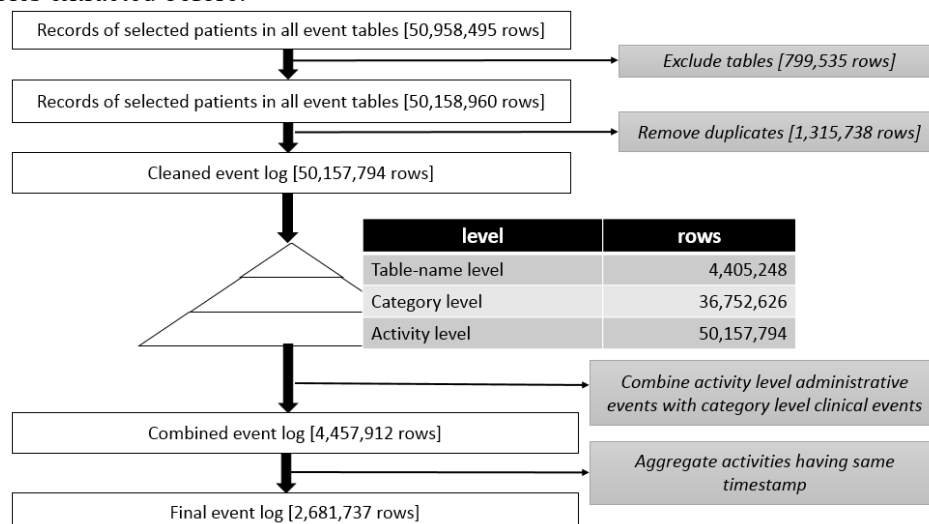 Records of selected patients in all event tables [50,958,495 rows]
Exclude tables [799,535 rows]
Records of selected patients in all event tables [50,158,960 rows]
Remove duplicates [1,315,738 rows]
Cleaned event log [50,157,794 rows]
level rows
Table-name level 4,405,248
Category level 36,752,626
Activity level 50,157,794
Combine activity level administrative
events with category level clinical events
Combined event log [4,457,912 rows]
Aggregate activities having same
timestamp
Final event log [2,681,737 rows]